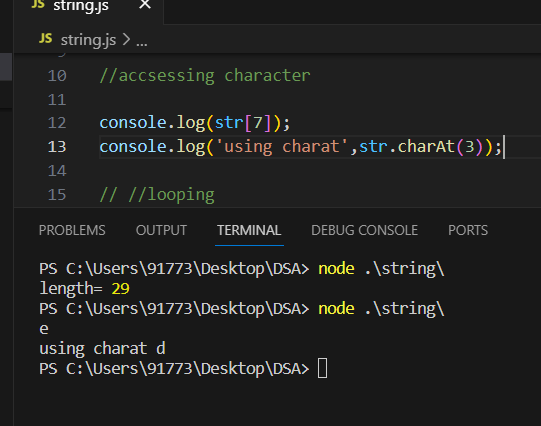 JS string.js ×
JS string.js > ...
10 //accsessing character
11
12 console.log(str[7]);
13 console.log('using charat',str.charAt(3));
14
15 // //looping
PROBLEMS OUTPUT TERMINAL DEBUG CONSOLE PORTS
PS C:\Users\91773\Desktop\DSA> node .\string\
length= 29
PS C:\Users\91773\Desktop\DSA> node .\string\
e
using charat d
PS C:\Users\91773\Desktop\DSA>